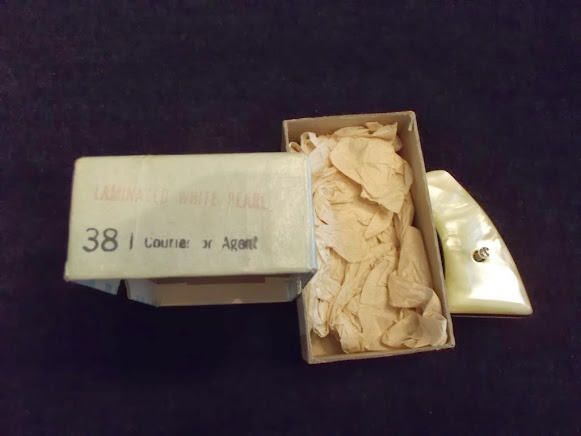 LAMINATED WHITE PEARL
38 | Courier or Agent